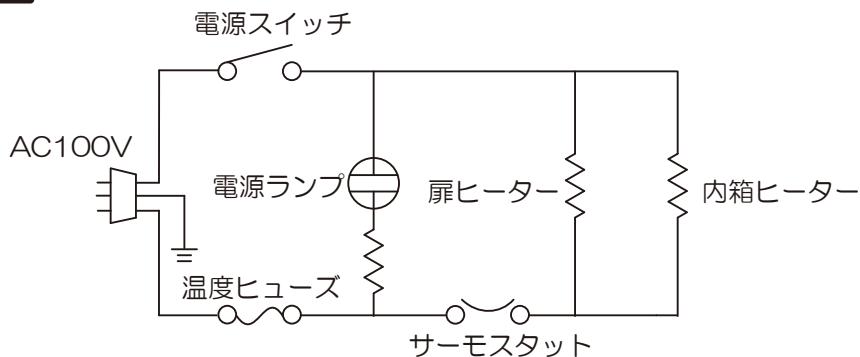 電源スイッチ
AC100V
電源ランプ
扉ヒーター
内箱ヒーター
温度ヒューズ
サーモスタット